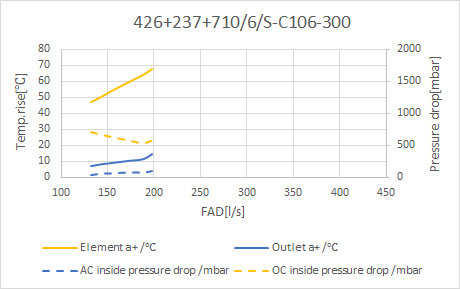 426+237+710/6/S-C106-300
80
70
60
50
40
30
20
10
0
Temp.rise[°C]
2000
1500
1000
500
0
Pressure drop[mbar]
100 150 200 250 300 350 400 450
FAD[l/s]
Element a+ /°C Outlet a+ /°C
AC inside pressure drop /mbar OC inside pressure drop /mbar